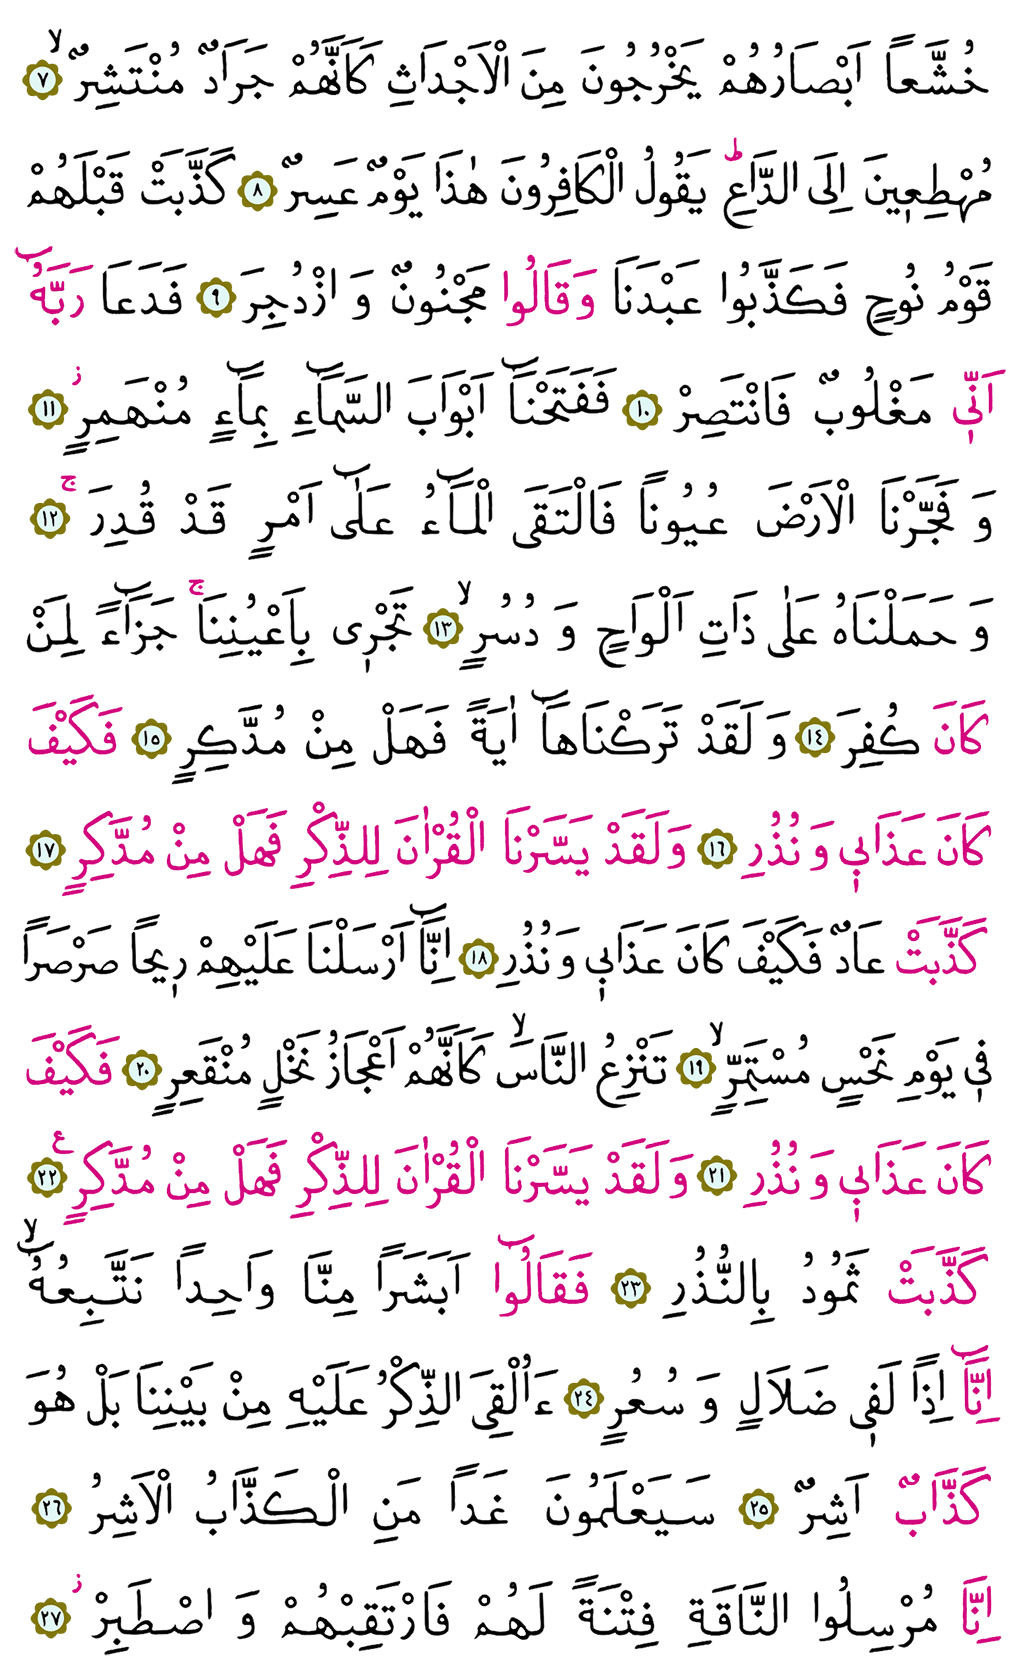 خُشَّعاً اَبْصَارُهُمْ يَخْرُجُونَ مِنَ الْاَجْدَاثِ كَاَنَّهُمْ جَرَادٌ مُنْتَشِرٌۙ ﴿٧﴾
مُهْطِع۪ينَ اِلَى الدَّاعِۜ يَقُولُ الْكَافِرُونَ هٰذَا يَوْمٌ عَسِرٌ ﴿٨﴾ كَذَّبَتْ قَبْلَهُمْ
قَوْمُ نُوحٍ فَكَذَّبُوا عَبْدَنَا وَقَالُوا مَجْنُونٌ وَ ازْدُجِرَ ﴿٩﴾ فَدَعَا رَبَّهُٓ
اَنّ۪ي مَغْلُوبٌ فَانْتَصِرْ ﴿١٠﴾ فَفَتَحْنَٓا اَبْوَابَ السَّمَٓاءِ بِمَٓاءٍ مُنْهَمِرٍۘ ﴿١١﴾
وَ فَجَّرْنَا الْاَرْضَ عُيُوناً فَالْتَقَى الْمَٓاءُ عَلٰٓى اَمْرٍ قَدْ قُدِرَۚ ﴿١٢﴾
وَ حَمَلْنَاهُ عَلٰى ذَاتِ اَلْوَاحٍ وَ دُسُرٍۙ ﴿١٣﴾ تَجْر۪ى بِاَعْيُنِنَاۚ جَزَٓاءً لِمَنْ
كَانَ كُفِرَ ﴿١٤﴾ وَ لَقَدْ تَرَكْنَاهَٓا اٰيَةً فَهَلْ مِنْ مُدَّكِرٍ ﴿١٥﴾ فَكَيْفَ
كَانَ عَذَاب۪ي وَ نُذُرِ ﴿١٦﴾ وَ لَقَدْ يَسَّرْنَا الْقُرْاٰنَ لِلذِّكْرِ فَهَلْ مِنْ مُدَّكِرٍ ﴿١٧﴾
كَذَّبَتْ عَادٌ فَكَيْفَ كَانَ عَذَاب۪ي وَ نُذُرِ ﴿١٨﴾ اِنَّٓا اَرْسَلْنَا عَلَيْهِمْ ر۪يحاً صَرْصَراً
ف۪ي يَوْمِ نَحْسٍ مُسْتَمِرٍّۙ ﴿١٩﴾ تَنْزِعُ النَّاسَۙ كَاَنَّهُمْ اَعْجَازُ نَخْلٍ مُنْقَعِرٍ ﴿٢٠﴾ فَكَيْفَ
كَانَ عَذَاب۪ي وَ نُذُرِ ﴿٢١﴾ وَ لَقَدْ يَسَّرْنَا الْقُرْاٰنَ لِلذِّكْرِ فَهَلْ مِنْ مُدَّكِرٍ۟ ﴿٢٢﴾
كَذَّبَتْ ثَمُودُ بِالنُّذُرِ ﴿٢٣﴾ فَقَالُٓوا اَبَشَراً مِنَّا وَاحِداً نَتَّبِعُهُٓۙ
اِنَّٓا اِذاً لَف۪ي ضَلَالٍ وَ سُعُرٍ ﴿٢٤﴾ ءَاُلْقِيَ الذِّكْرُ عَلَيْهِ مِنْ بَيْنِنَا بَلْ هُوَ
كَذَّابٌ اَشِرٌ ﴿٢٥﴾ سَيَعْلَمُونَ غَداً مَنِ الْكَذَّابُ الْاَشِرُ ﴿٢٦﴾
اِنَّا مُرْسِلُوا النَّاقَةِ فِتْنَةً لَهُمْ فَارْتَقِبْهُمْ وَ اصْطَبِرْۘ ﴿٢٧﴾